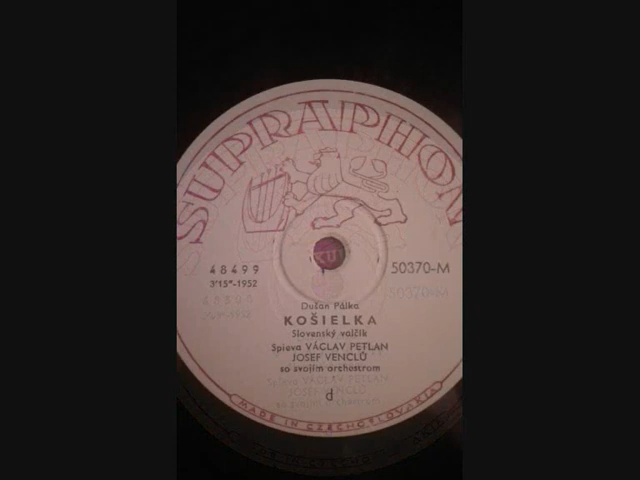 SUPRAPHON
48499
50370-M
3'15"-1952
Dušan Pálka
KOŠIELKA
Slovenský valčík
Spieva VÁCLAV PETLAN
JOSEF VENCLŮ
so svojím orchestrom
d
MADE IN CZECHOSLOVAKIA